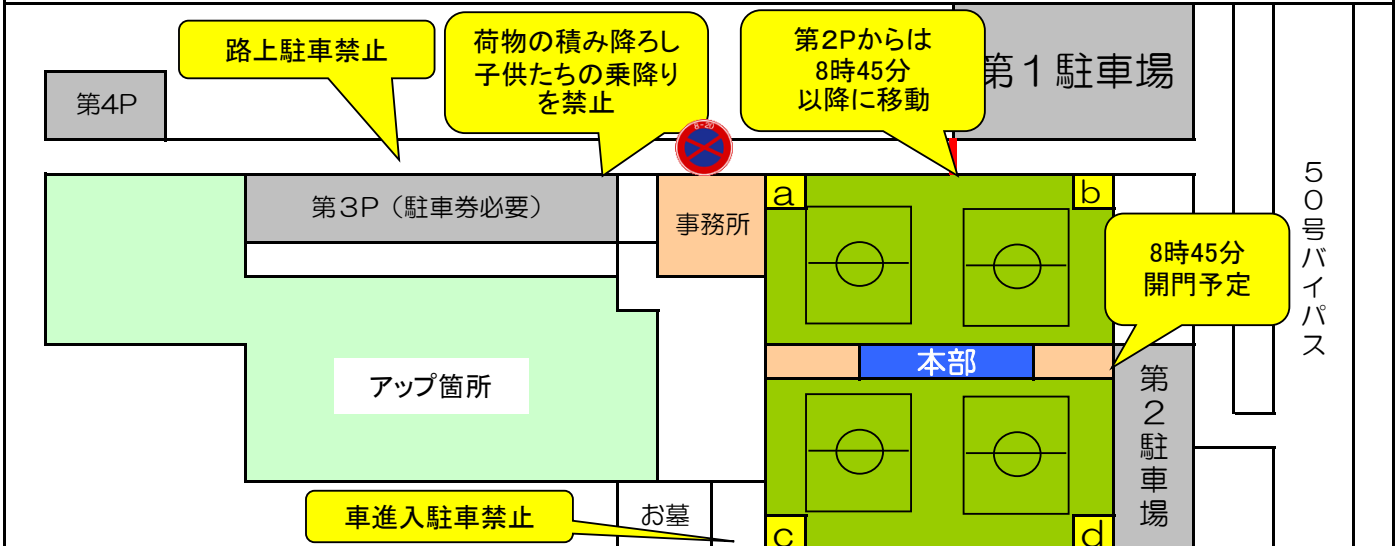 路上駐車禁止
荷物の積み降ろし
子供たちの乗降り
を禁止
第2Pからは
8時45分
以降に移動
第１駐車場
第4P
8-20
第３P（駐車券必要）
事務所
a
b
8時45分
開門予定
５０号バイパス
本部
アップ箇所
第２駐車場
車進入駐車禁止
お墓
c
d